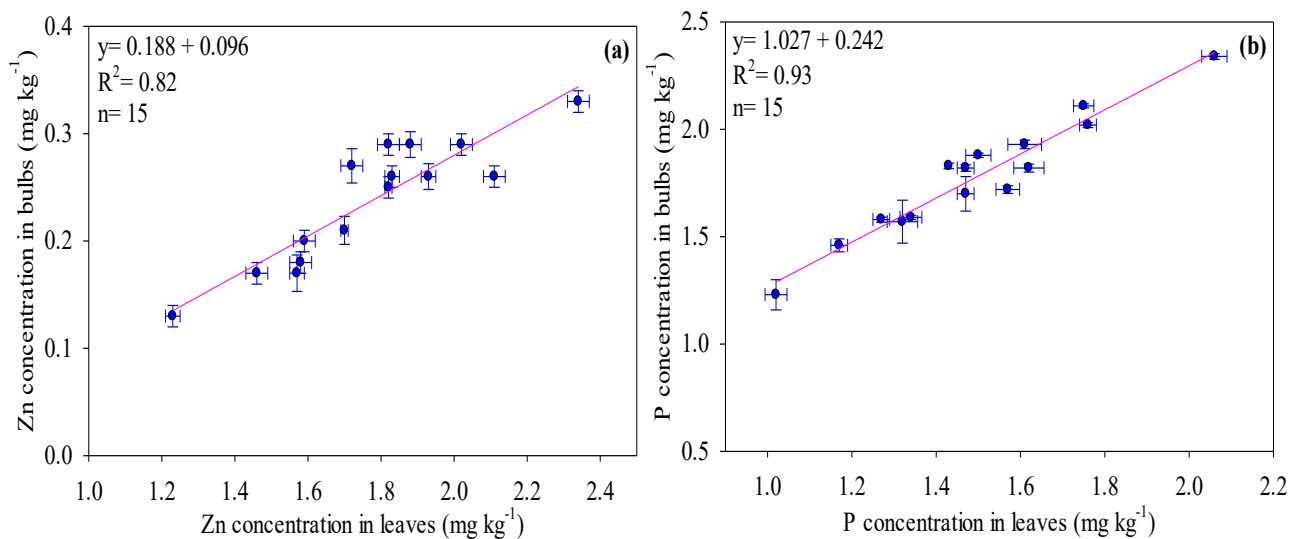 y= 0.188 + 0.096
R²= 0.82
n= 15
(a)
Zn concentration in bulbs (mg kg⁻¹)
0.4
0.3
0.2
0.1
0.0
1.0 1.2 1.4 1.6 1.8 2.0 2.2 2.4
Zn concentration in leaves (mg kg⁻¹)
y= 1.027 + 0.242
R²= 0.93
n= 15
(b)
P concentration in bulbs (mg kg⁻¹)
2.5
2.0
1.5
1.0
0.5
1.0 1.2 1.4 1.6 1.8 2.0 2.2
P concentration in leaves (mg kg⁻¹)